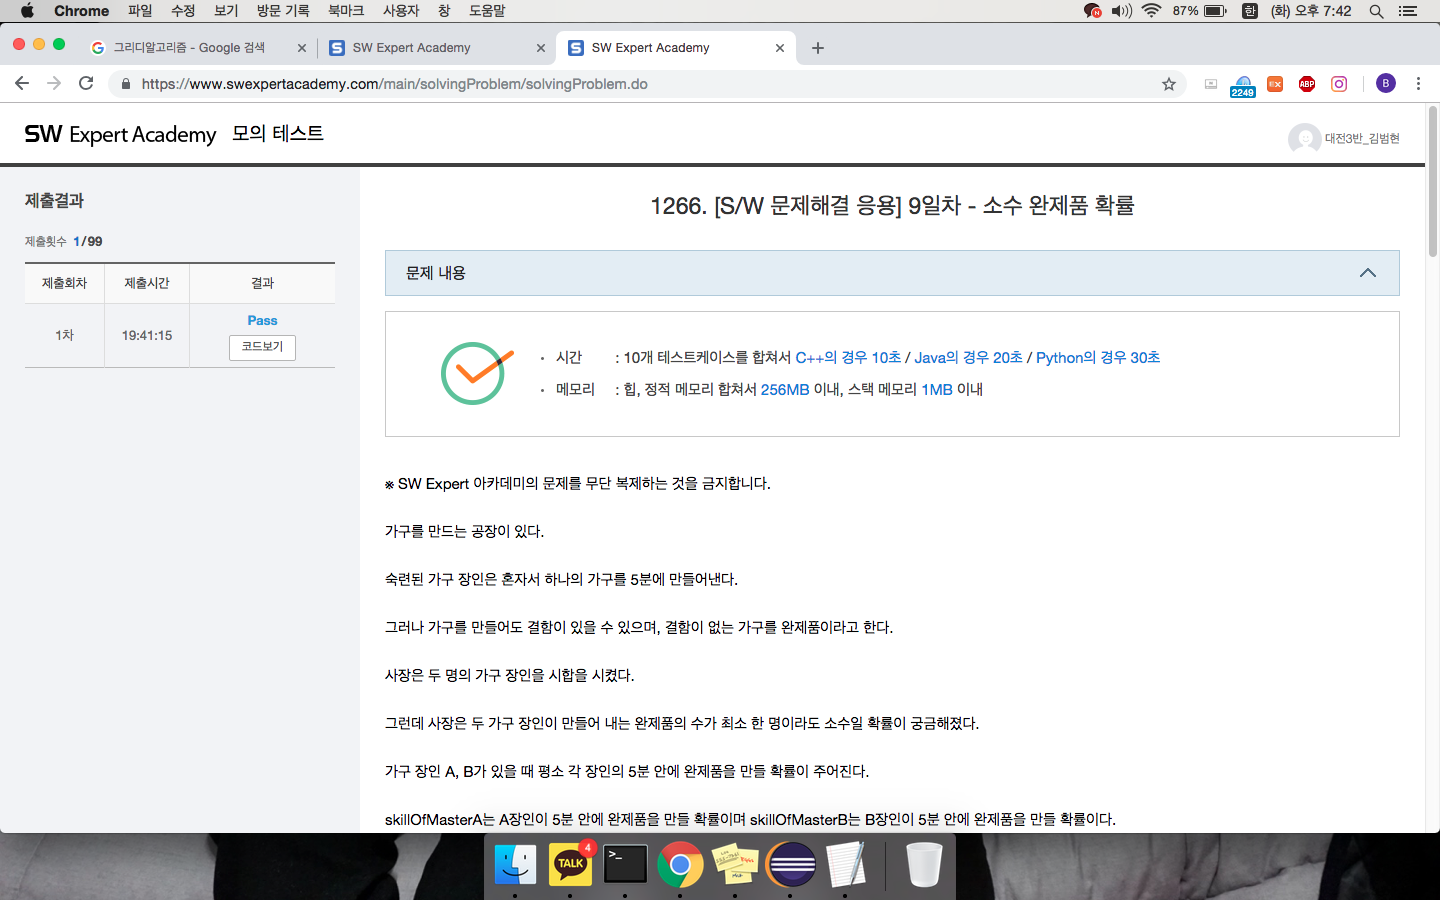 Chrome 파일 수정 보기 방문 기록 북마크 사용자 창 도움말 87% 한 (화) 오후 7:42
그리디알고리즘 - Google 검색 SW Expert Academy SW Expert Academy
https://www.swexpertacademy.com/main/solvingProblem/solvingProblem.do 2249 EX ABP B
SW Expert Academy 모의 테스트
대전3반_김범현
제출결과
제출횟수 1/99
제출회차 제출시간 결과
1차 19:41:15 Pass
코드보기
1266. [S/W 문제해결 응용] 9일차 - 소수 완제품 확률
문제 내용
· 시간 : 10개 테스트케이스를 합쳐서 C++의 경우 10초 / Java의 경우 20초 / Python의 경우 30초
· 메모리 : 힙, 정적 메모리 합쳐서 256MB 이내, 스택 메모리 1MB 이내
※ SW Expert 아카데미의 문제를 무단 복제하는 것을 금지합니다.
가구를 만드는 공장이 있다.
숙련된 가구 장인은 혼자서 하나의 가구를 5분에 만들어낸다.
그러나 가구를 만들어도 결함이 있을 수 있으며, 결함이 없는 가구를 완제품이라고 한다.
사장은 두 명의 가구 장인을 시합을 시켰다.
그런데 사장은 두 가구 장인이 만들어 내는 완제품의 수가 최소 한 명이라도 소수일 확률이 궁금해졌다.
가구 장인 A, B가 있을 때 평소 각 장인의 5분 안에 완제품을 만들 확률이 주어진다.
skillOfMasterA는 A장인이 5분 안에 완제품을 만들 확률이며 skillOfMasterB는 B장인이 5분 안에 완제품을 만들 확률이다.
TALK 4
>_